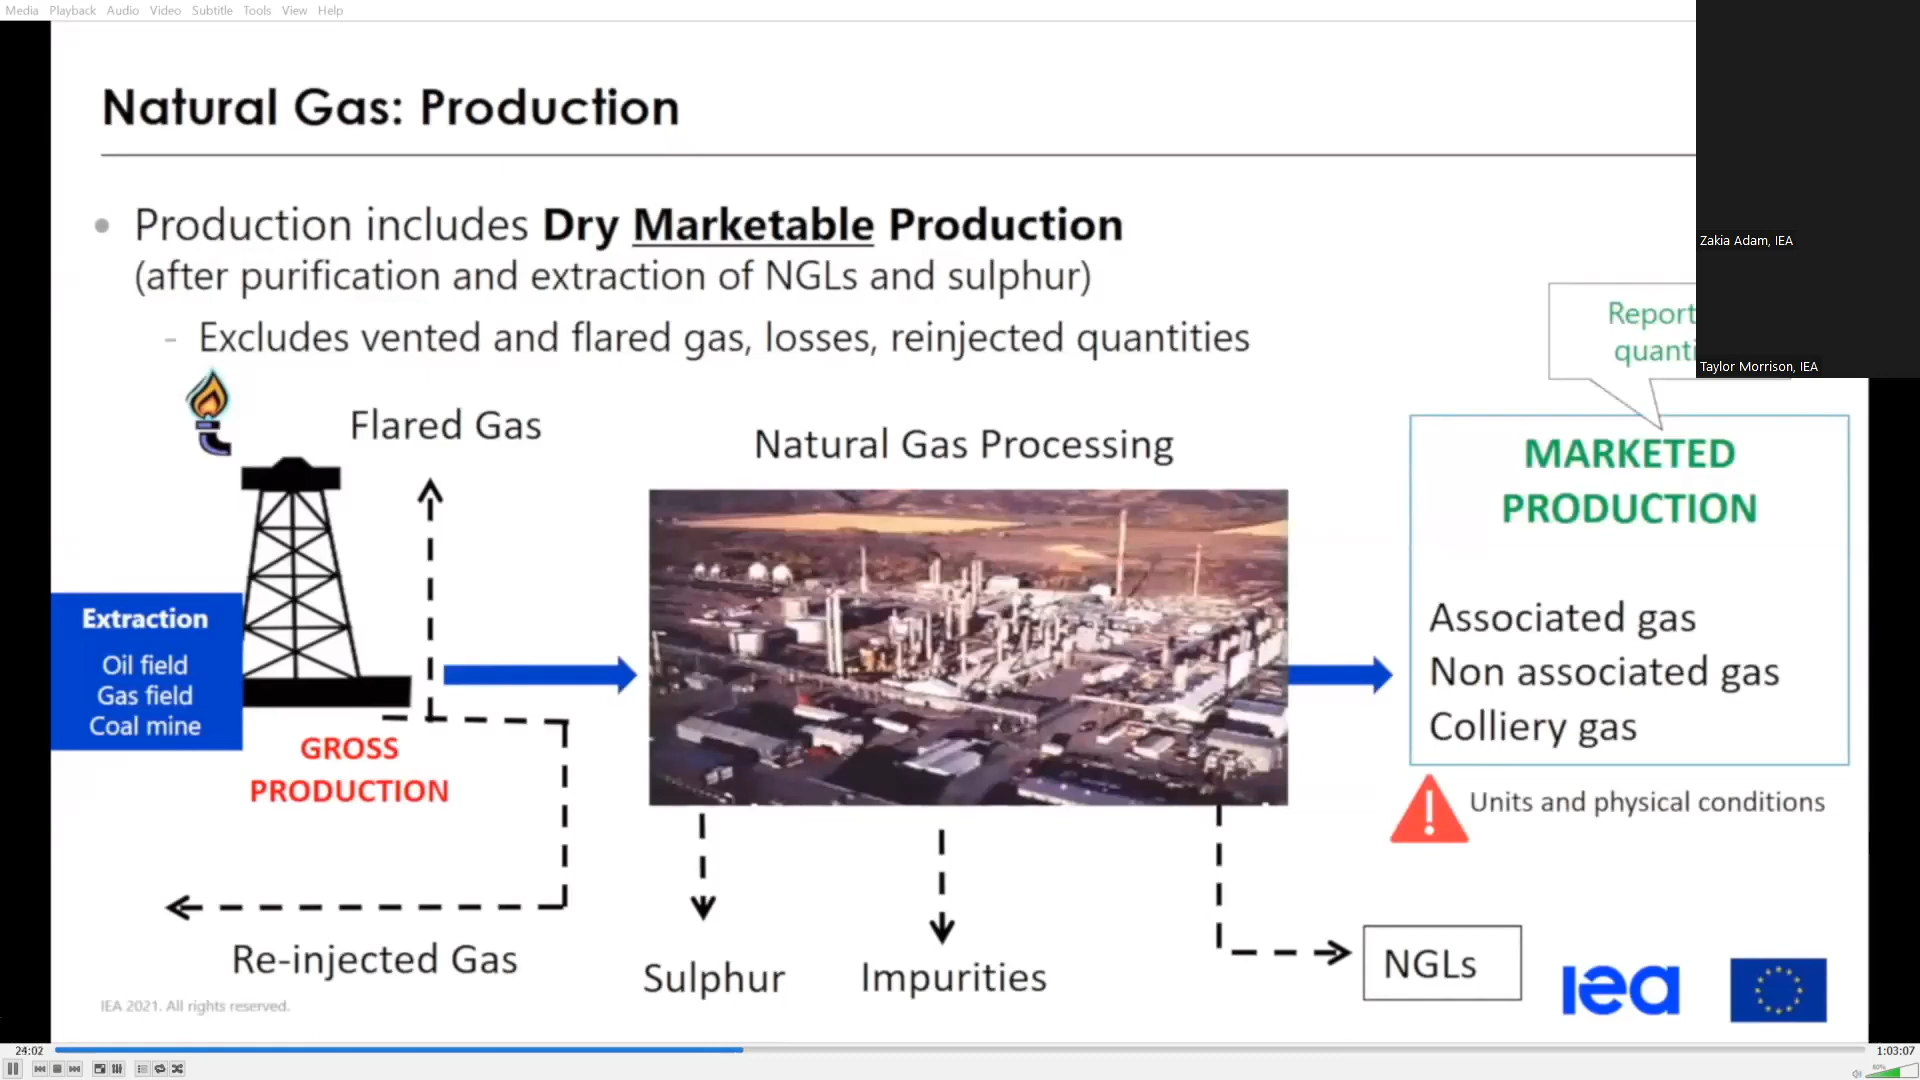 Media Playback Audio Video Subtitle Tools View Help
Natural Gas: Production
Production includes Dry Marketable Production
(after purification and extraction of NGLs and sulphur)
- Excludes vented and flared gas, losses, reinjected quantities
Zakia Adam, IEA
Taylor Morrison, IEA
Report
quanti
Flared Gas
Natural Gas Processing
MARKETED
PRODUCTION
Associated gas
Non associated gas
Colliery gas
Extraction
Oil field
Gas field
Coal mine
GROSS
PRODUCTION
Units and physical conditions
Re-injected Gas
Sulphur
Impurities
NGLs
iea
IEA 2021. All rights reserved.
24:02
1:03:07
80%